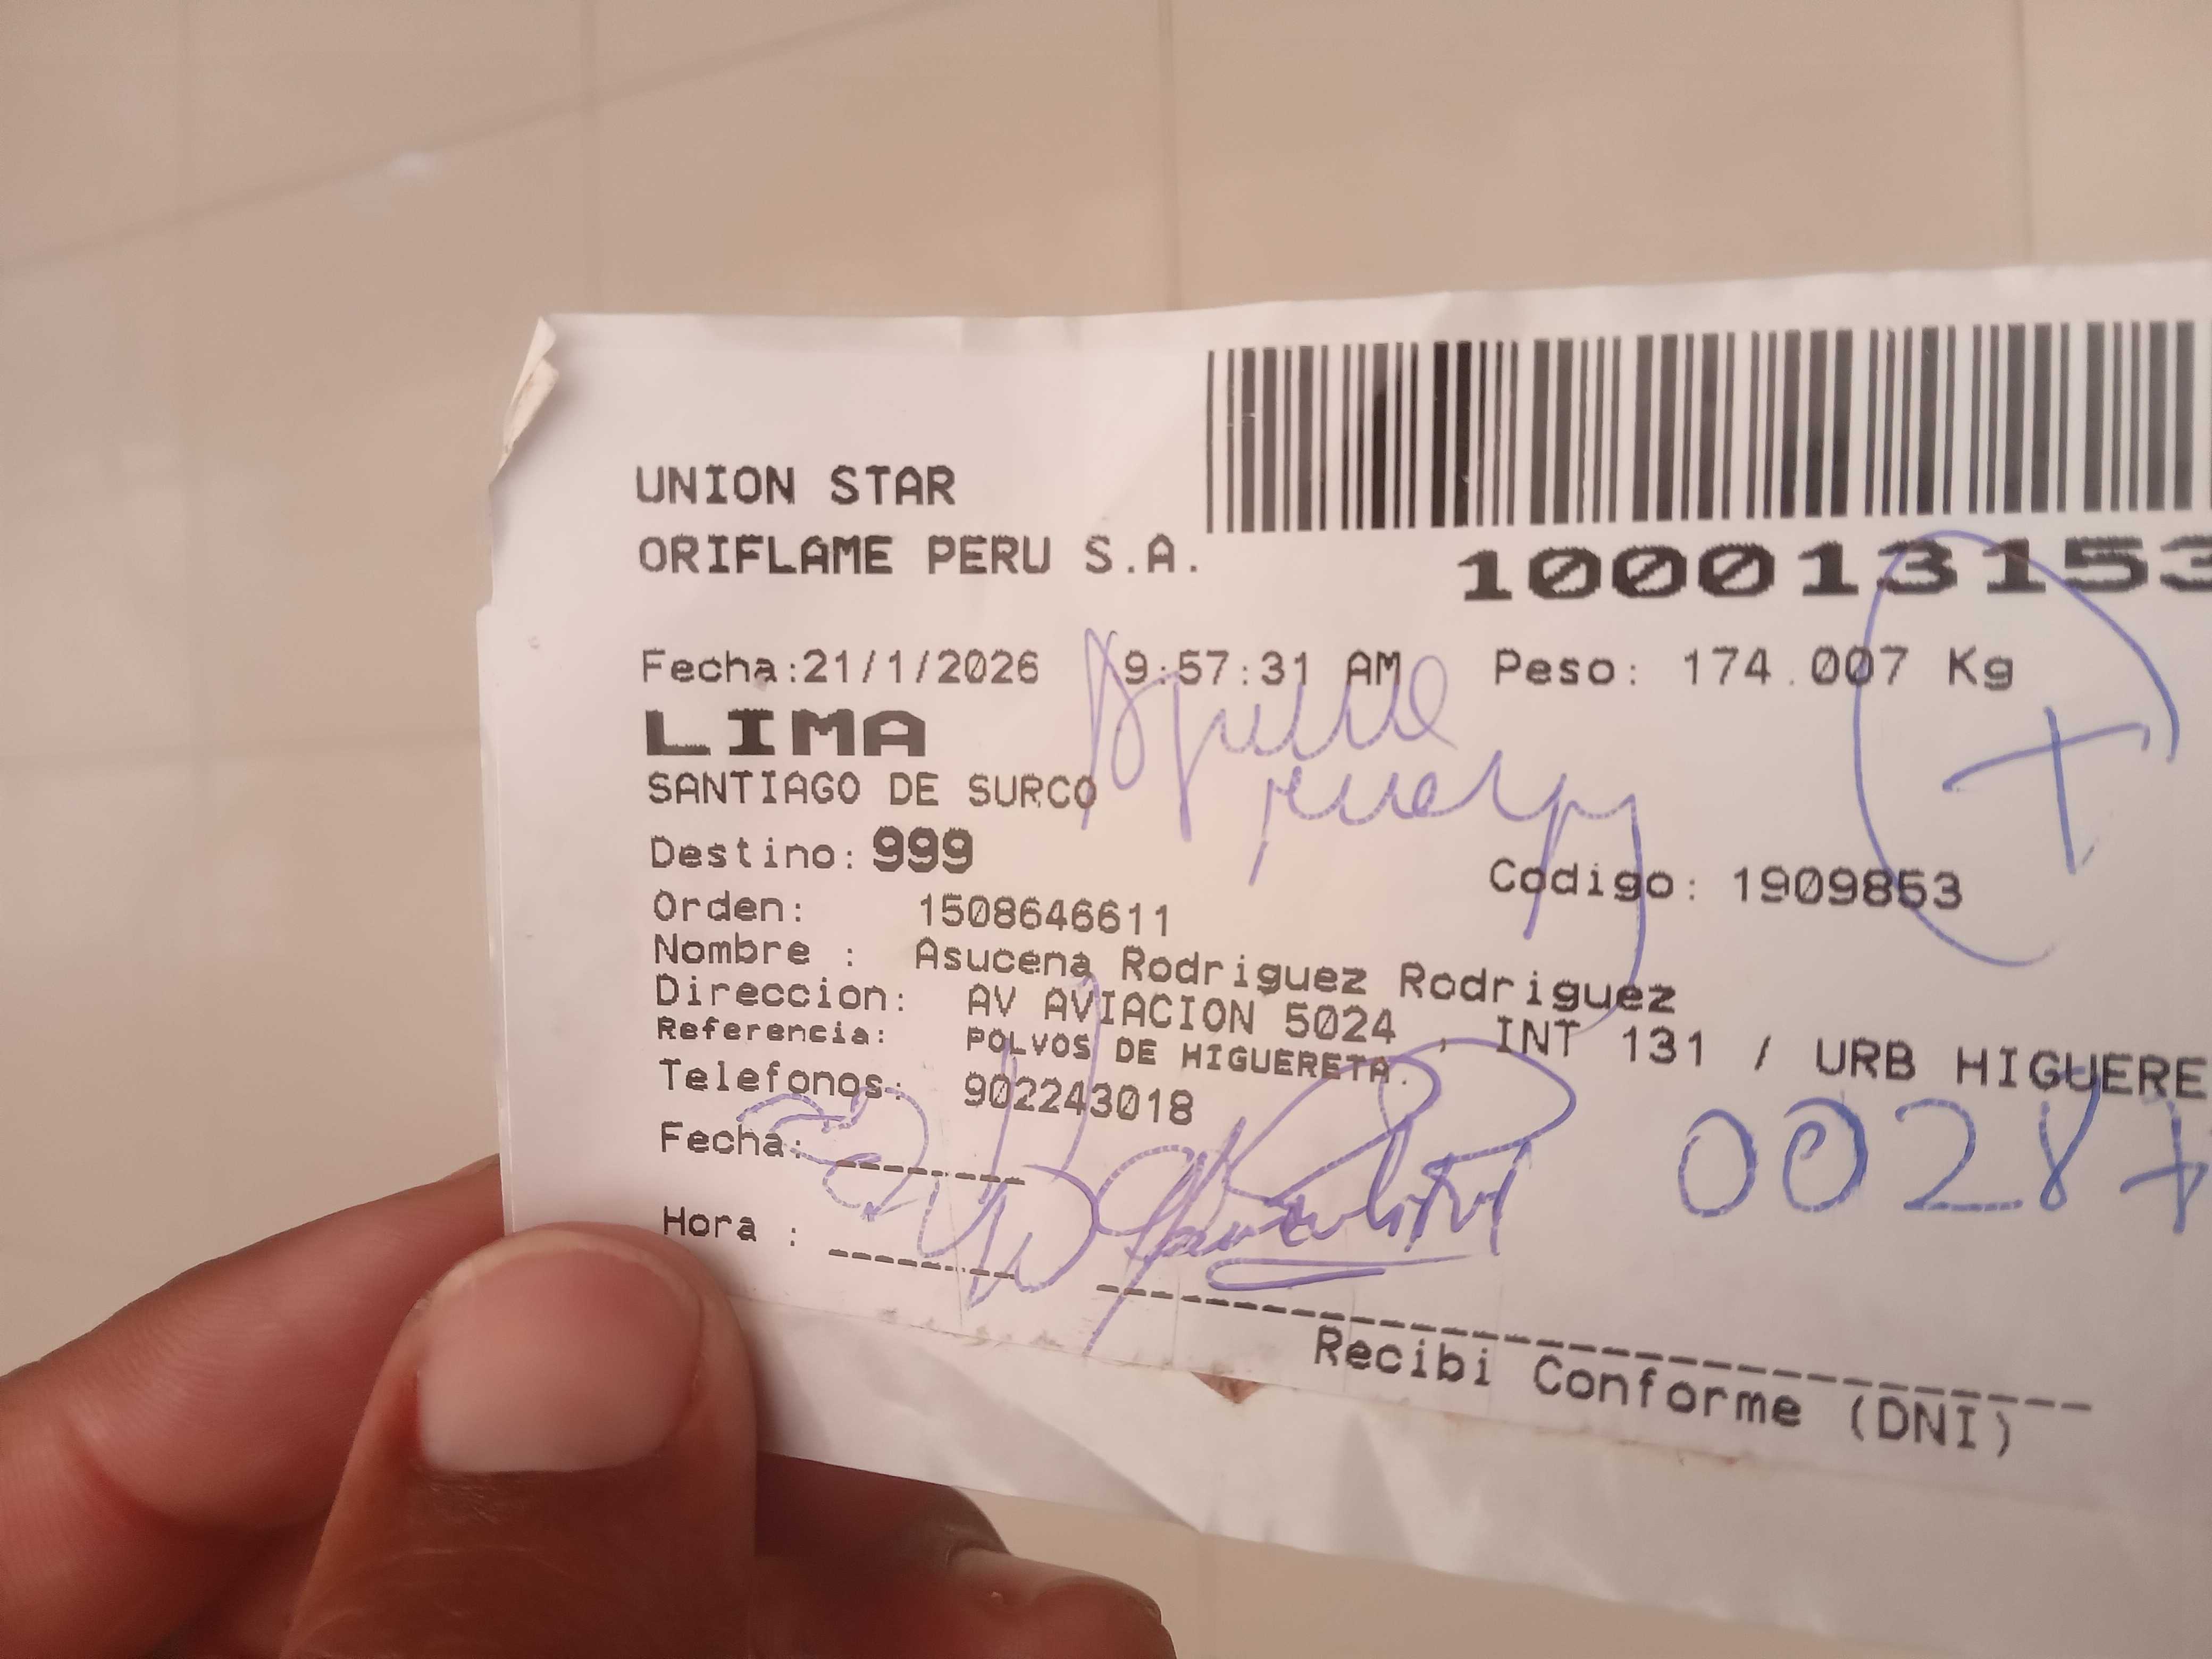 UNION STAR
ORIFLAME PERU S.A.
100013153
Fecha:21/1/2026 9:57:31 AM Peso: 174.007 Kg
LIMA
SANTIAGO DE SURCO
Destino: 999
Orden: 1508646611 Codigo: 1909853
Nombre : Asucena Rodriguez Rodriguez
Direccion: AV AVIACION 5024 , INT 131 / URB HIGUERE
Referencia: POLVOS DE HIGUERETA.
Telefonos: 902243018
Fecha:
Hora :
Recibi Conforme (DNI)